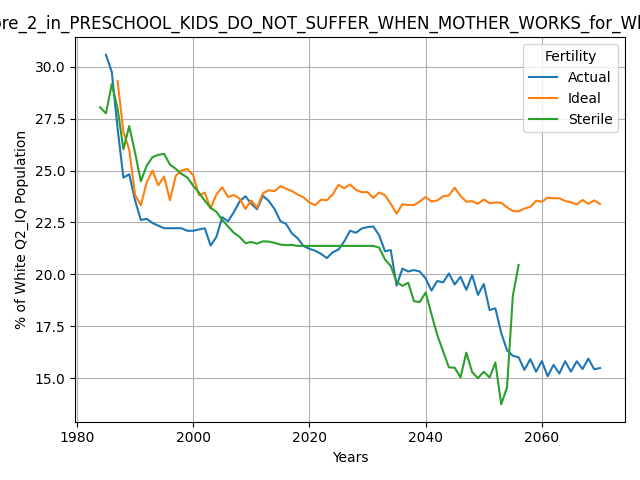 ore_2_in_PRESCHOOL_KIDS_DO_NOT_SUFFER_WHEN_MOTHER_WORKS_for_Wh
Fertility
Actual
Ideal
Sterile
% of White Q2_IQ Population
30.0
27.5
25.0
22.5
20.0
17.5
15.0
1980
2000
2020
2040
2060
Years